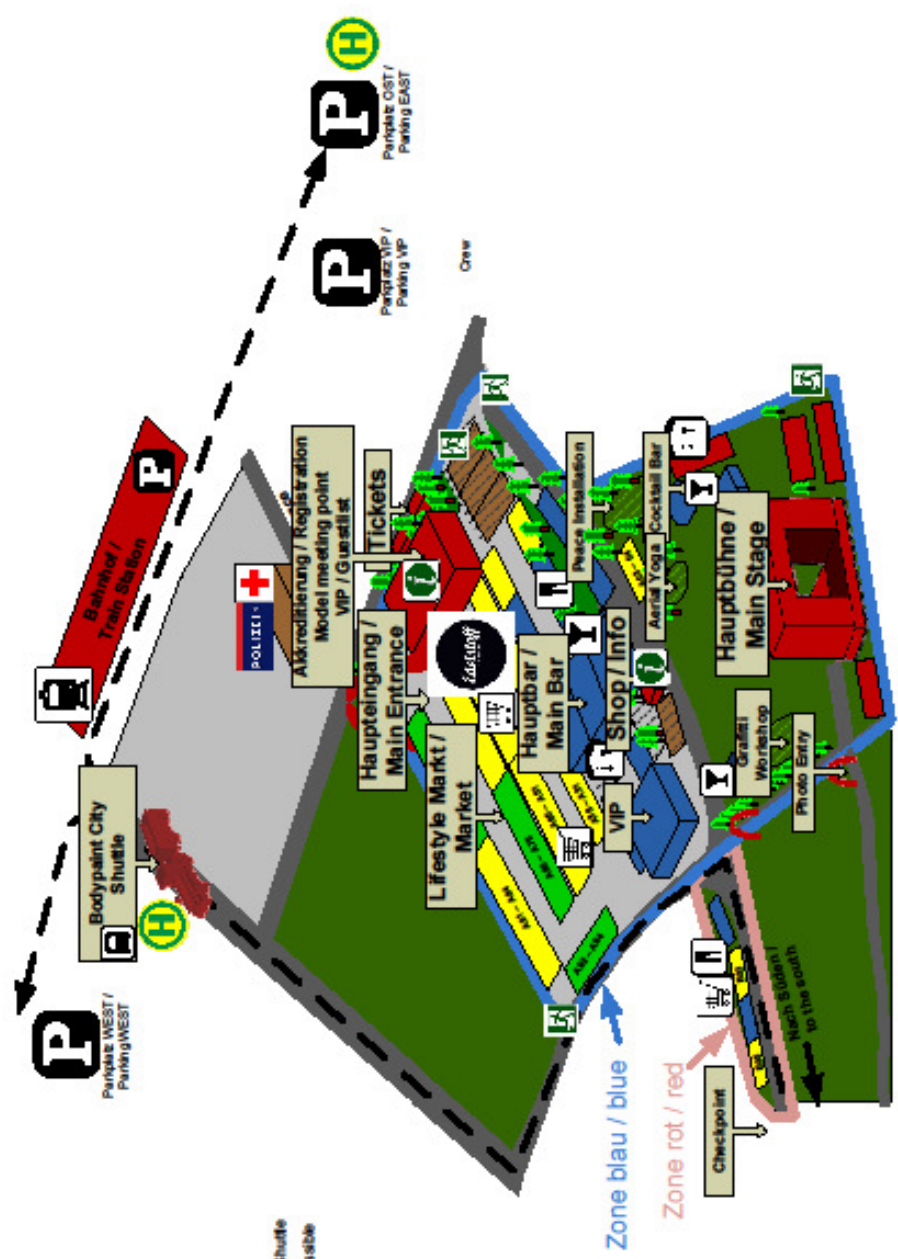 Parkplatz WEST /
Parking WEST
P
H
Bodypaint City
Shuttle
Bahnhof /
Train Station
P
P
Parkplatz VIP /
Parking VIP
P
H
Parkplatz OST /
Parking EAST
Crew
POLIZEI
Akkreditierung / Registration
Model meeting point
VIP / Guestlist
Tickets
Haupteingang /
Main Entrance
Edelstoff
Lifestyle Markt /
Market
Hauptbar /
Main Bar
Shop / Info
VIP
Peace Installation
Aerial Yoga
Cocktail Bar
Hauptbühne /
Main Stage
Grafiti
Workshop
Photo Entry
Zone blau / blue
Zone rot / red
Checkpoint
Nach Süden /
to the south